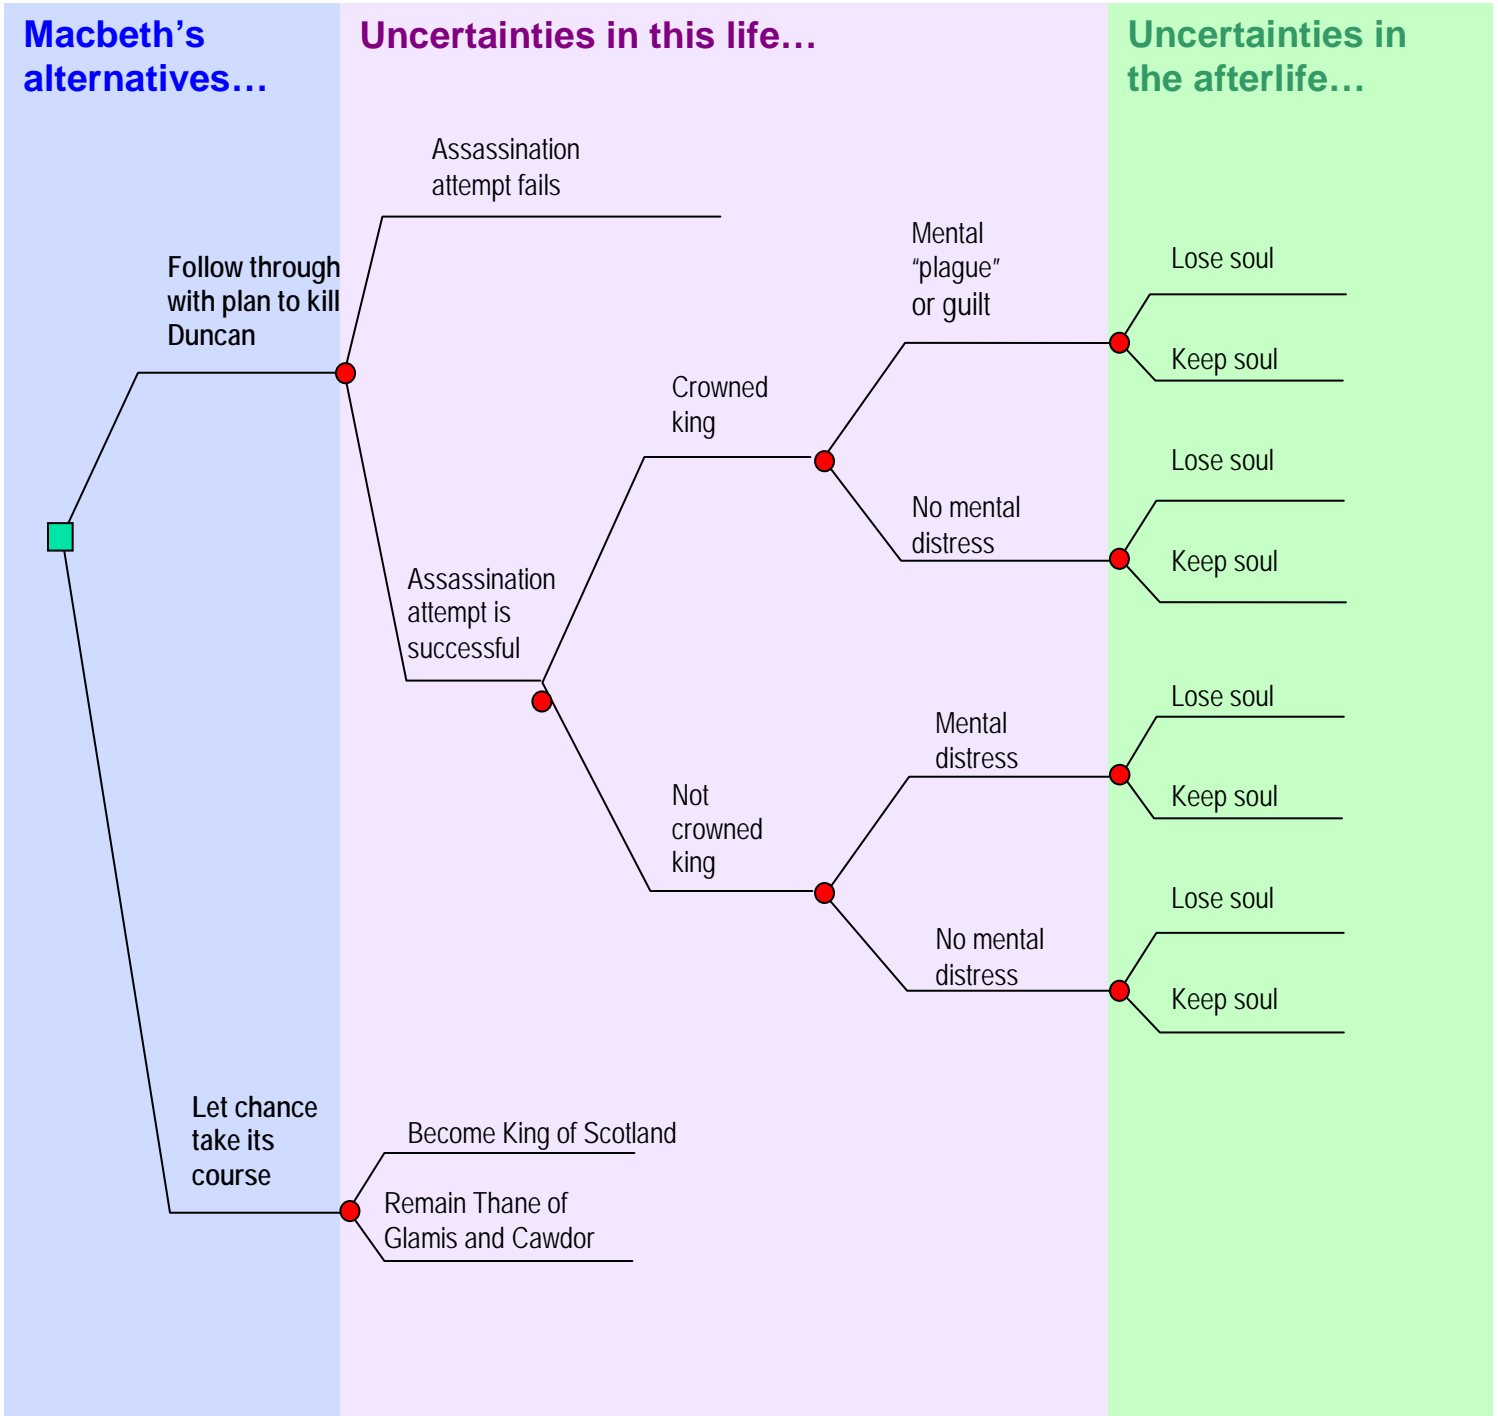 Macbeth’s
alternatives…
Uncertainties in this life…
Uncertainties in
the afterlife…
Assassination
attempt fails
Follow through
with plan to kill
Duncan
Mental
“plague”
or guilt
Lose soul
Keep soul
Crowned
king
Lose soul
No mental
distress
Keep soul
Assassination
attempt is
successful
Lose soul
Mental
distress
Keep soul
Not
crowned
king
Lose soul
No mental
distress
Keep soul
Let chance
take its
course
Become King of Scotland
Remain Thane of
Glamis and Cawdor